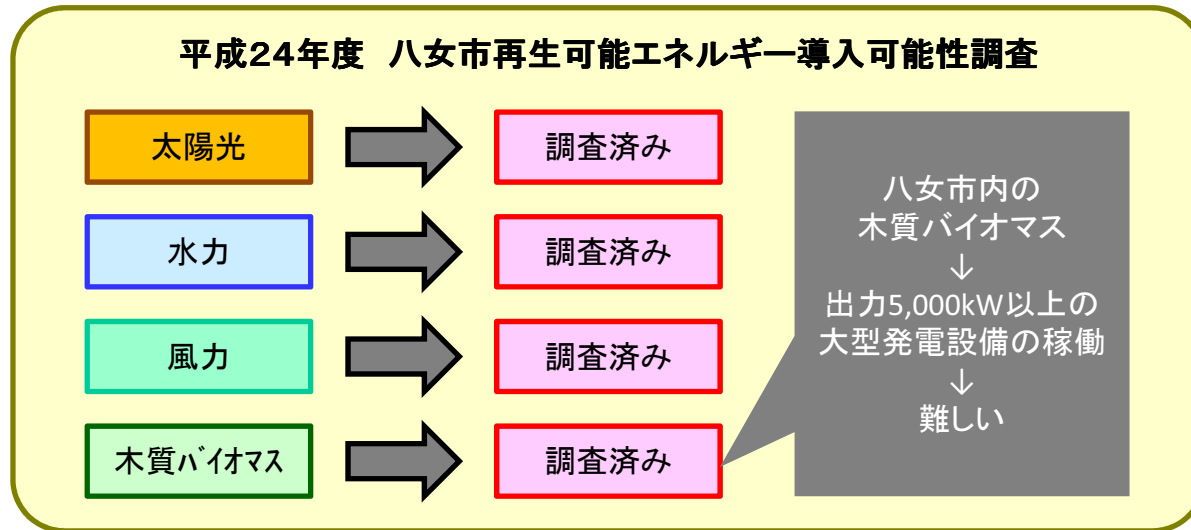 平成24年度 八女市再生可能エネルギー導入可能性調査
太陽光
調査済み
水力
調査済み
風力
調査済み
木質バイオマス
調査済み
八女市内の
木質バイオマス
↓
出力5,000kW以上の
大型発電設備の稼働
↓
難しい